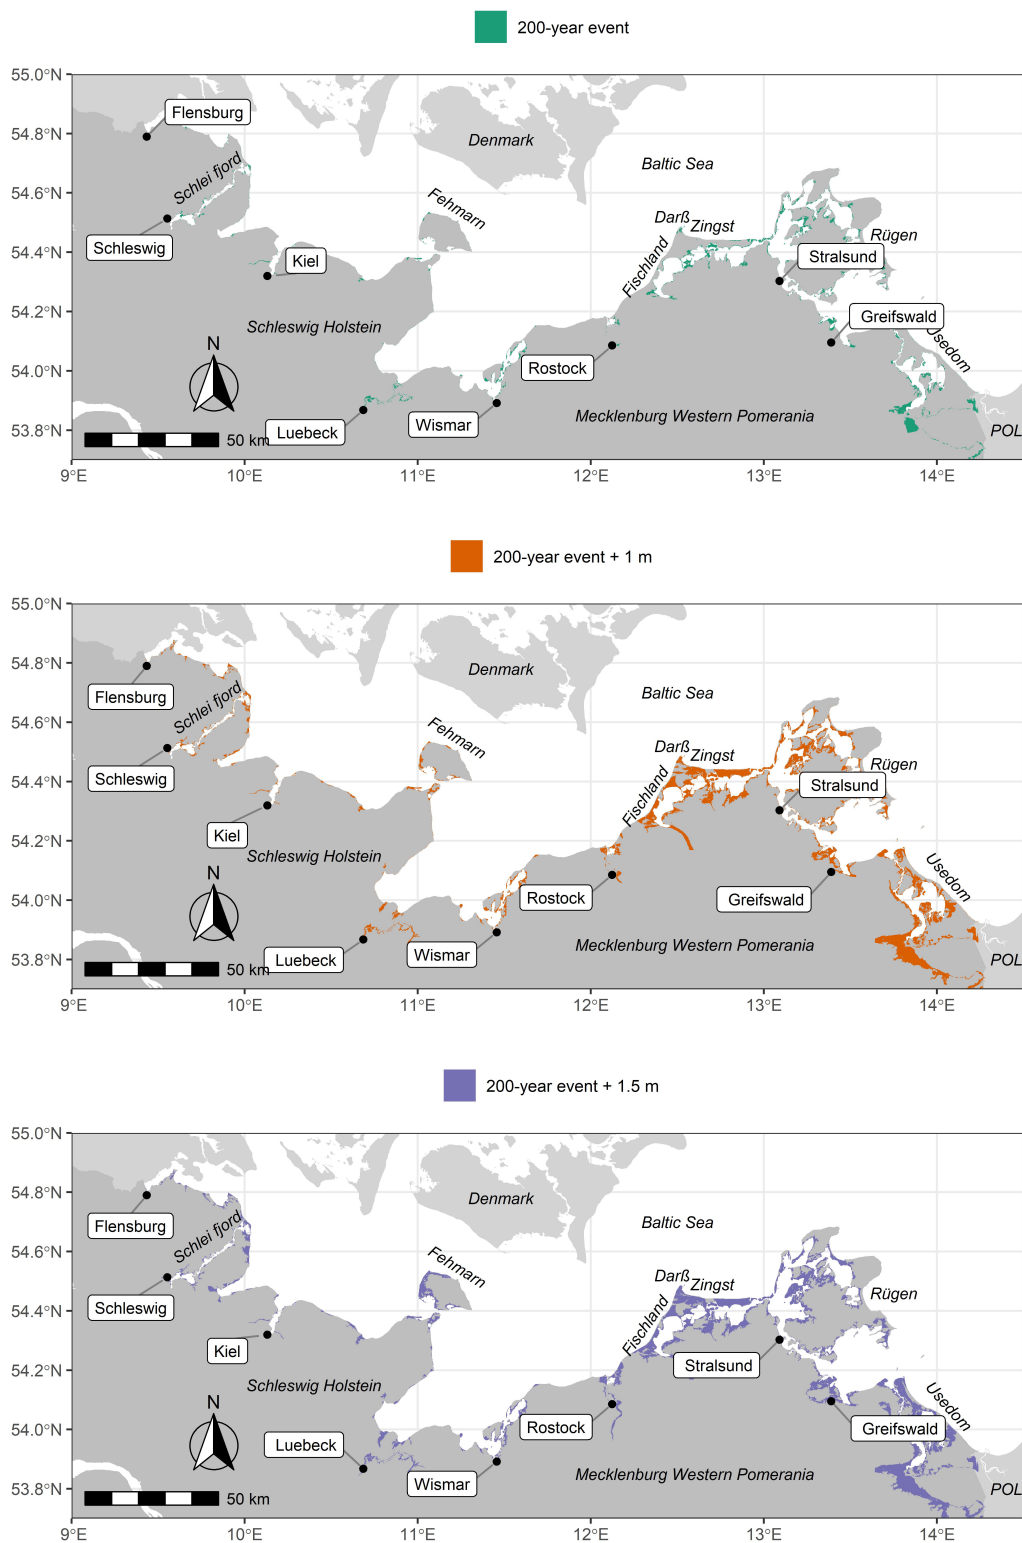 200-year event
55.0°N
Flensburg
54.8°N
Denmark
Baltic Sea
Schlei fjord
54.6°N
Fehmarn
Darß
Zingst
Rügen
Schleswig
54.4°N
Kiel
Fischland
Stralsund
54.2°N
Schleswig Holstein
Greifswald
Usedom
N
54.0°N
Rostock
Mecklenburg Western Pomerania
Wismar
Luebeck
53.8°N
50 km
POL
9°E
10°E
11°E
12°E
13°E
14°E
200-year event + 1 m
55.0°N
54.8°N
Denmark
Flensburg
Baltic Sea
Schlei fjord
54.6°N
Fehmarn
Darß
Zingst
Rügen
Schleswig
54.4°N
Fischland
Stralsund
Kiel
54.2°N
Schleswig Holstein
Usedom
N
54.0°N
Rostock
Greifswald
Mecklenburg Western Pomerania
Wismar
Luebeck
53.8°N
50 km
POL
9°E
10°E
11°E
12°E
13°E
14°E
200-year event + 1.5 m
55.0°N
54.8°N
Denmark
Flensburg
Baltic Sea
Schlei fjord
54.6°N
Fehmarn
Darß
Zingst
Rügen
Schleswig
54.4°N
Fischland
Kiel
Stralsund
54.2°N
Schleswig Holstein
Usedom
N
54.0°N
Rostock
Greifswald
Luebeck
Mecklenburg Western Pomerania
Wismar
53.8°N
50 km
POL
9°E
10°E
11°E
12°E
13°E
14°E